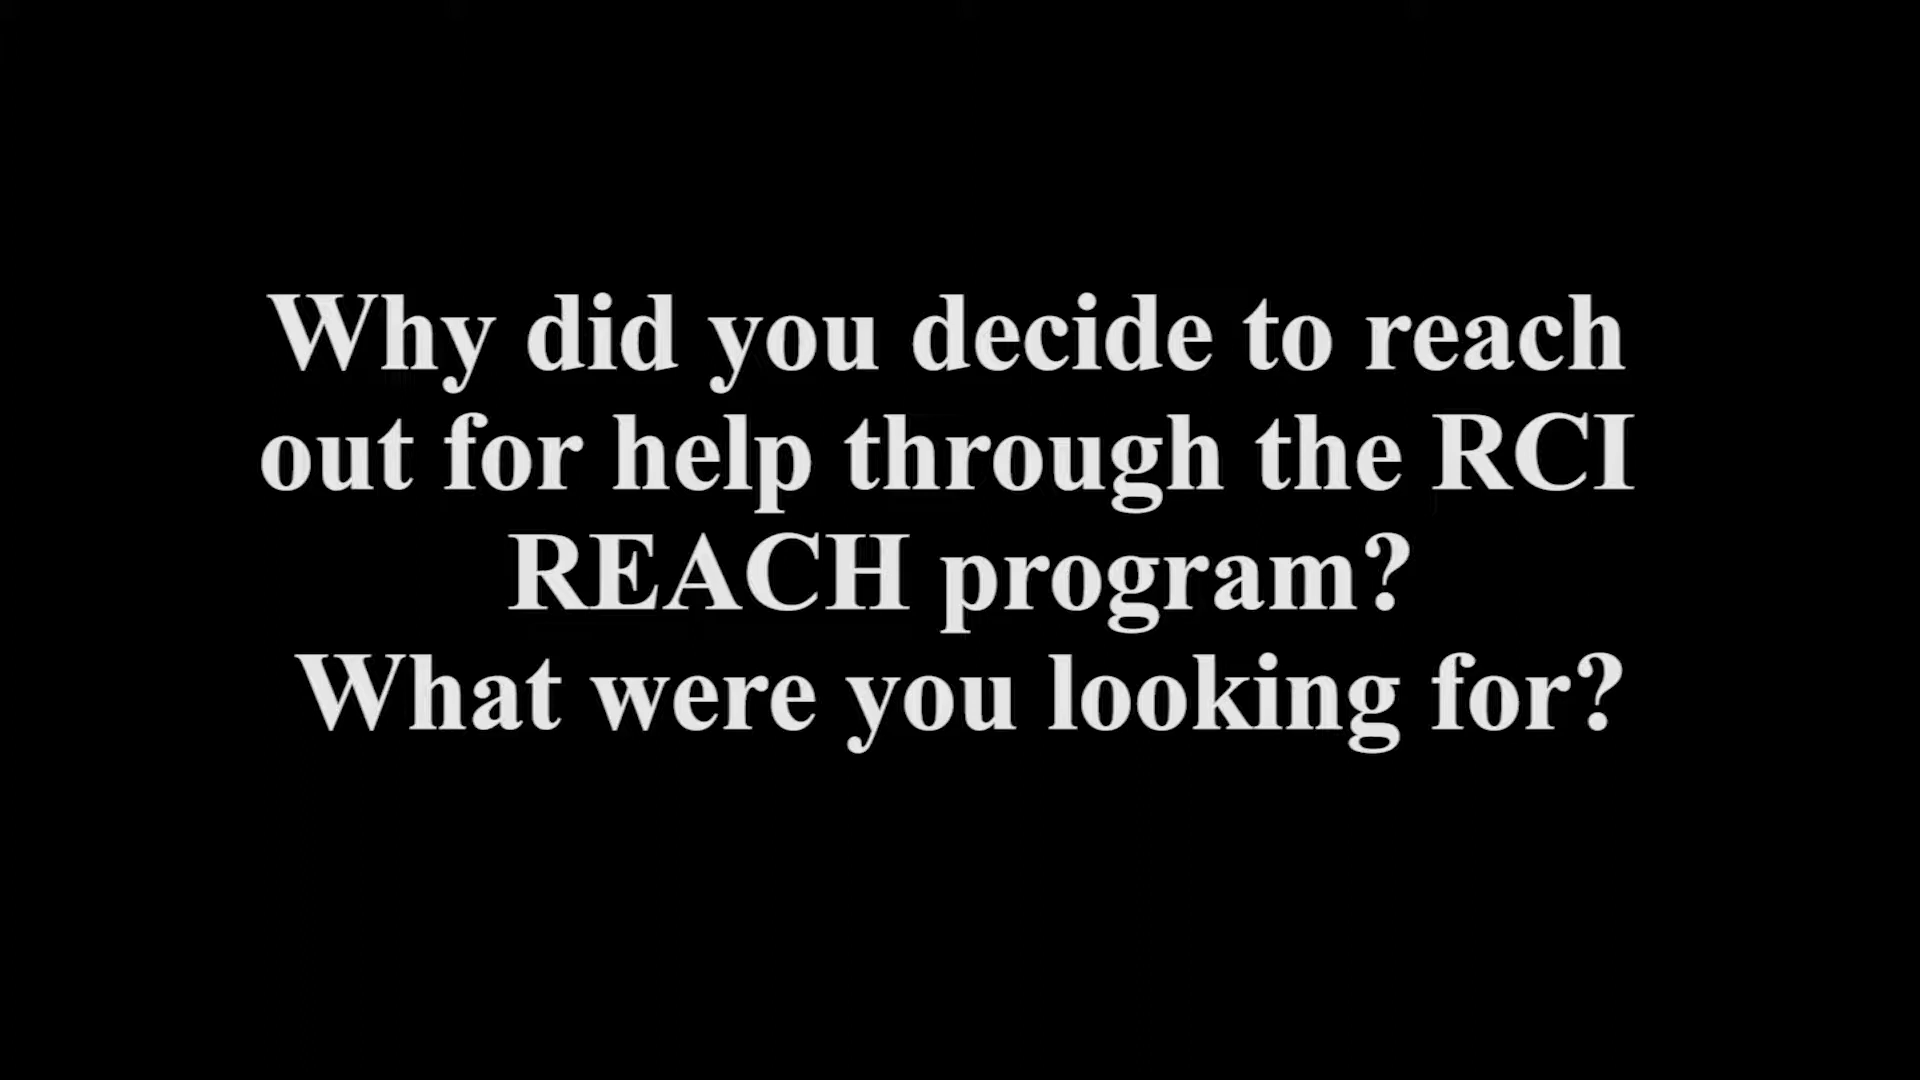 Why did you decide to reach
out for help through the RCI
REACH program?
What were you looking for?